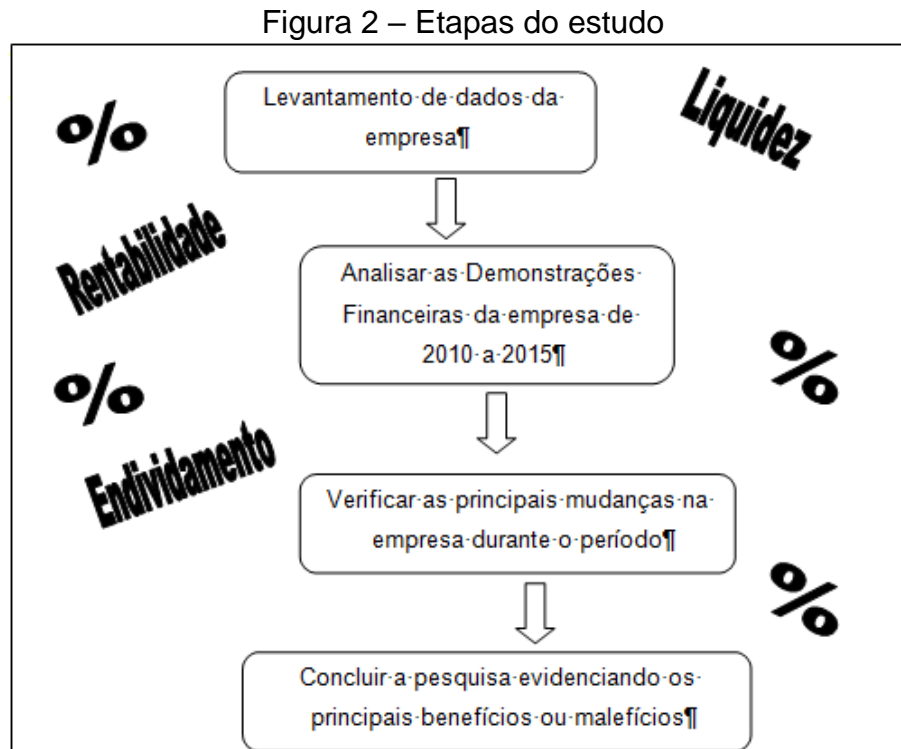 Figura 2 – Etapas do estudo
Levantamento·de·dados·da·
empresa¶
%
Liquidez
Rentabilidade
Analisar·as·Demonstrações·
Financeiras·da·empresa·de·
2010·a·2015¶
%
%
Endividamento
Verificar·as·principais·mudanças·na·
empresa·durante·o·período¶
%
Concluir·a·pesquisa·evidenciando·os·
principais·benefícios·ou·malefícios¶